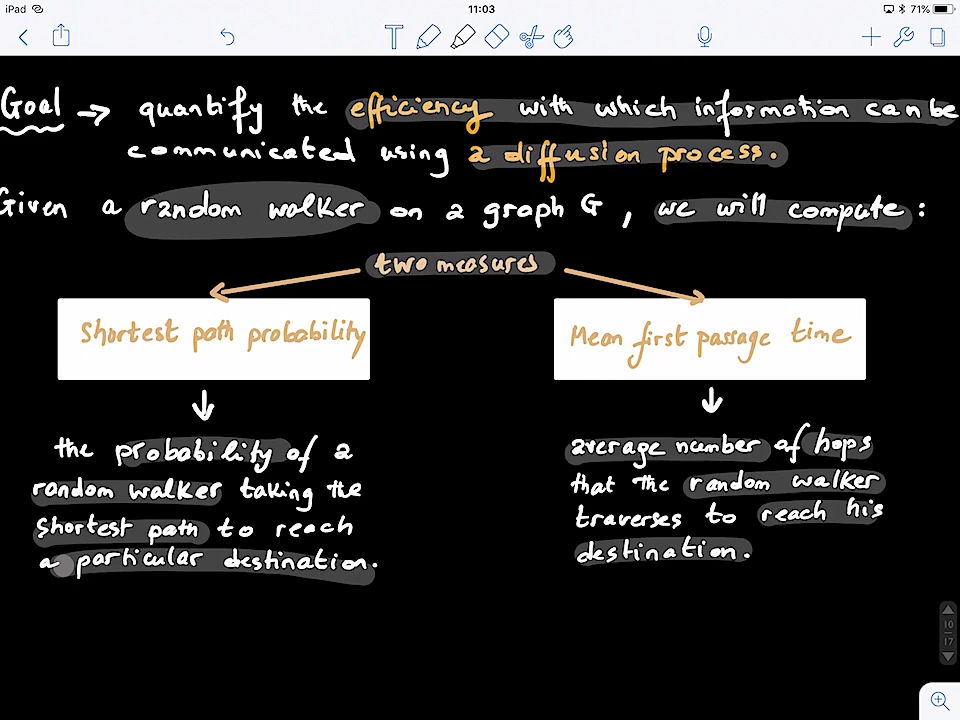 iPad 11:03 71%
T
Goal → quantify the efficiency with which information can be
communicated using a diffusion process.
Given a random walker on a graph G, we will compute:
two measures
Shortest path probability
the probability of a
random walker taking the
shortest path to reach
a particular destination.
Mean first passage time
average number of hops
that the random walker
traverses to reach his
destination.
10
17